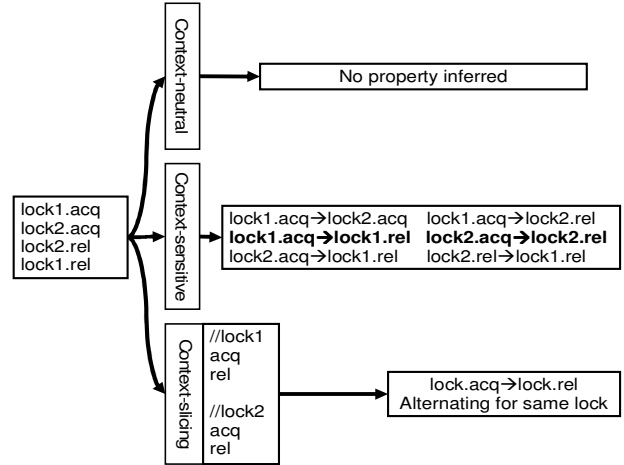 Context-neutral
No property inferred
lock1.acq
lock2.acq
lock2.rel
lock1.rel
Context-sensitive
lock1.acq→lock2.acq lock1.acq→lock2.rel
lock1.acq→lock1.rel lock2.acq→lock2.rel
lock2.acq→lock1.rel lock2.rel→lock1.rel
Context-slicing
//lock1
acq
rel
//lock2
acq
rel
lock.acq→lock.rel
Alternating for same lock